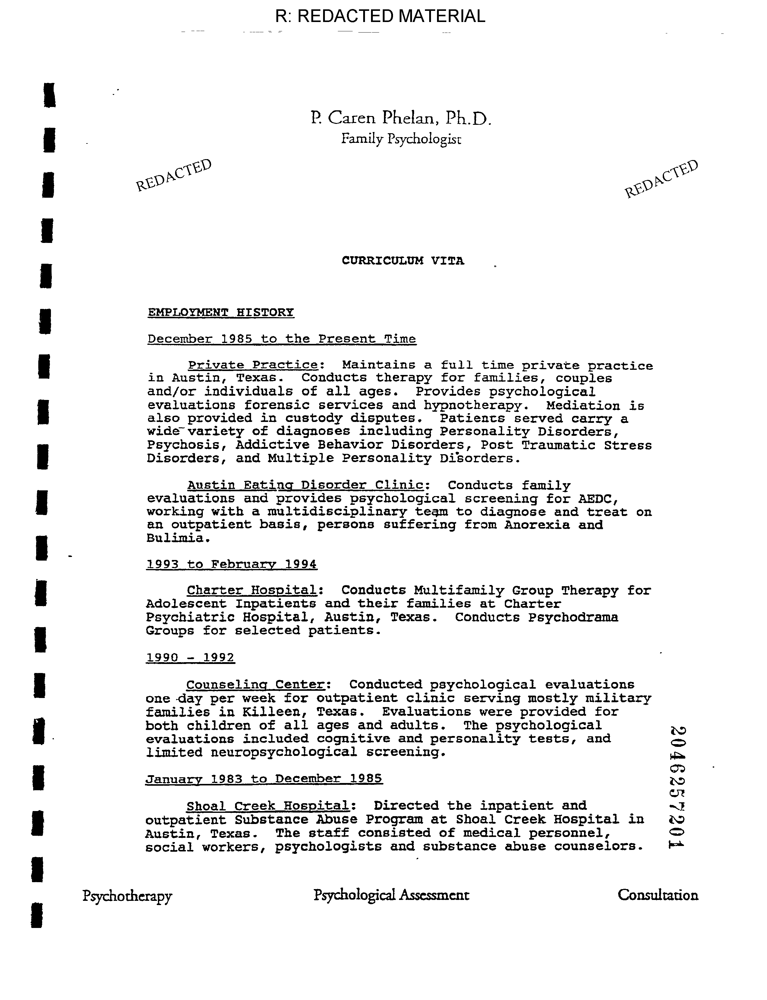 R: REDACTED MATERIAL
P. Caren Phelan, Ph.D.
Family Psychologist
REDACTED
REDACTED
CURRICULUM VITA
EMPLOYMENT HISTORY
December 1985 to the Present Time
Private Practice: Maintains a full time private practice
in Austin, Texas. Conducts therapy for families, couples
and/or individuals of all ages. Provides psychological
evaluations forensic services and hypnotherapy. Mediation is
also provided in custody disputes. Patients served carry a
wide variety of diagnoses including Personality Disorders,
Psychosis, Addictive Behavior Disorders, Post Traumatic Stress
Disorders, and Multiple Personality Disorders.
Austin Eating Disorder Clinic: Conducts family
evaluations and provides psychological screening for AEDC,
working with a multidisciplinary team to diagnose and treat on
an outpatient basis, persons suffering from Anorexia and
Bulimia.
1993 to February 1994
Charter Hospital: Conducts Multifamily Group Therapy for
Adolescent Inpatients and their families at Charter
Psychiatric Hospital, Austin, Texas. Conducts Psychodrama
Groups for selected patients.
1990 - 1992
Counseling Center: Conducted psychological evaluations
one day per week for outpatient clinic serving mostly military
families in Killeen, Texas. Evaluations were provided for
both children of all ages and adults. The psychological
evaluations included cognitive and personality tests, and
limited neuropsychological screening.
January 1983 to December 1985
Shoal Creek Hospital: Directed the inpatient and
outpatient Substance Abuse Program at Shoal Creek Hospital in
Austin, Texas. The staff consisted of medical personnel,
social workers, psychologists and substance abuse counselors.
2046257201
Psychotherapy Psychological Assessment Consultation